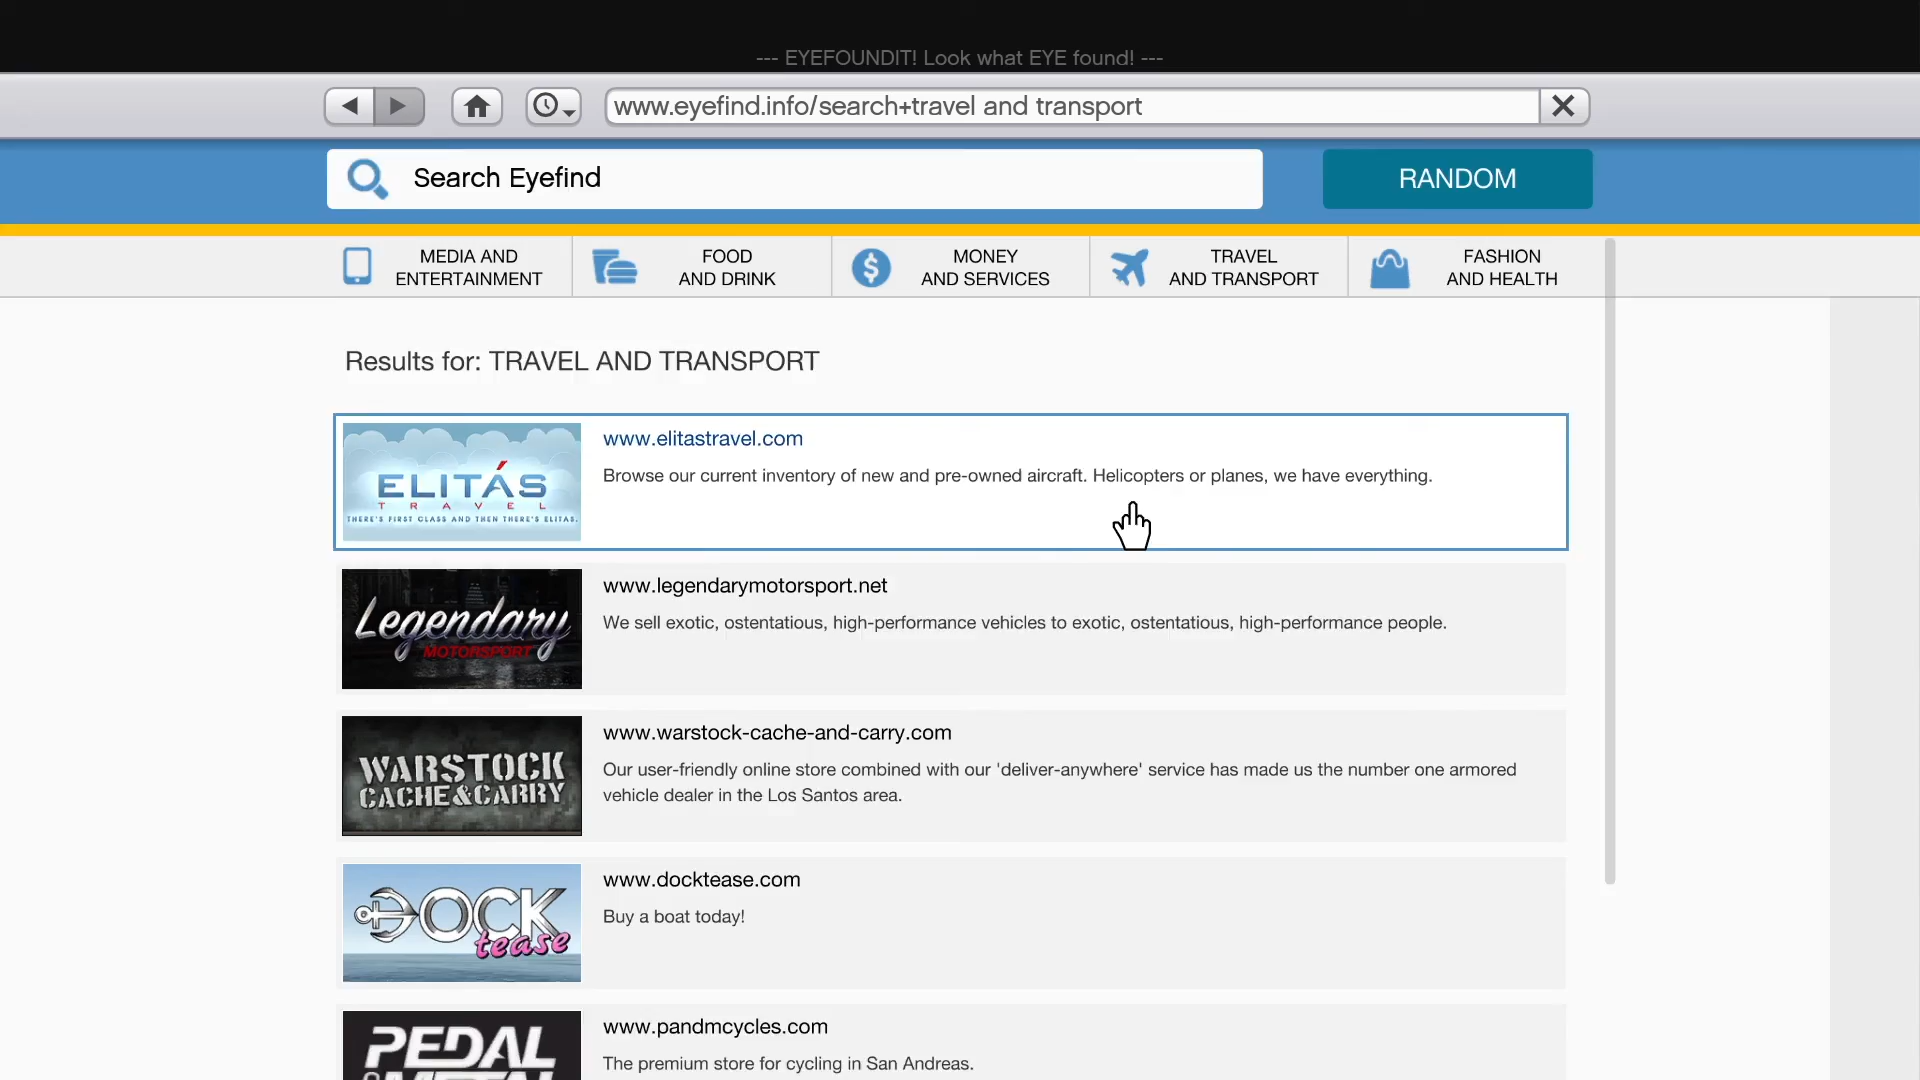 --- EYEFOUNDIT! Look what EYE found! ---
www.eyefind.info/search+travel and transport
Search Eyefind
RANDOM
MEDIA AND
ENTERTAINMENT
FOOD
AND DRINK
MONEY
AND SERVICES
TRAVEL
AND TRANSPORT
FASHION
AND HEALTH
Results for: TRAVEL AND TRANSPORT
ELITÁS
TRAVEL
THERE'S FIRST CLASS AND THEN THERE'S ELITAS.
www.elitastravel.com
Browse our current inventory of new and pre-owned aircraft. Helicopters or planes, we have everything.
Legendary
MOTORSPORT
www.legendarymotorsport.net
We sell exotic, ostentatious, high-performance vehicles to exotic, ostentatious, high-performance people.
WARSTOCK
CACHE&CARRY
www.warstock-cache-and-carry.com
Our user-friendly online store combined with our 'deliver-anywhere' service has made us the number one armored
vehicle dealer in the Los Santos area.
DOCK
tease
www.docktease.com
Buy a boat today!
PEDAL
www.pandmcycles.com
The premium store for cycling in San Andreas.